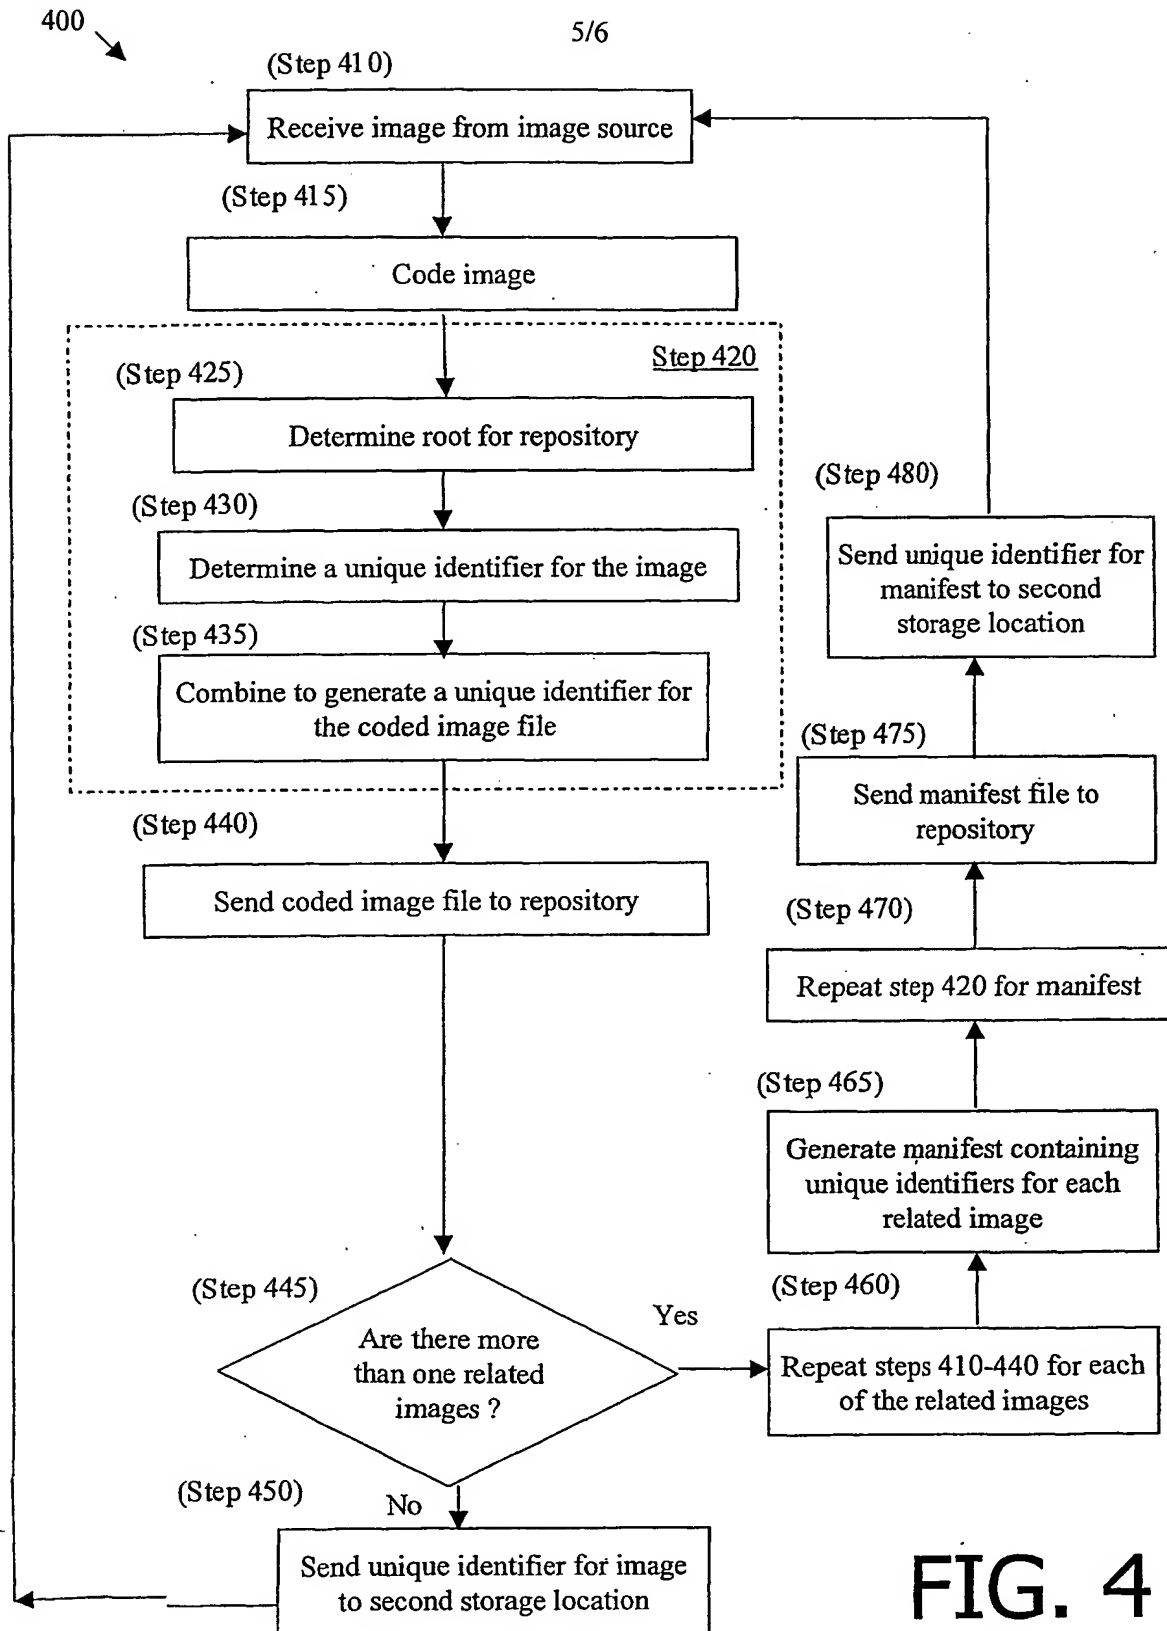 400
5/6
(Step 410)
Receive image from image source
(Step 415)
Code image
Step 420
(Step 425)
Determine root for repository
(Step 430)
Determine a unique identifier for the image
(Step 435)
Combine to generate a unique identifier for
the coded image file
(Step 440)
Send coded image file to repository
(Step 445)
Are there more
than one related
images ?
Yes
No
(Step 450)
Send unique identifier for image
to second storage location
(Step 460)
Repeat steps 410-440 for each
of the related images
(Step 465)
Generate manifest containing
unique identifiers for each
related image
(Step 470)
Repeat step 420 for manifest
(Step 475)
Send manifest file to
repository
(Step 480)
Send unique identifier for
manifest to second
storage location
FIG. 4